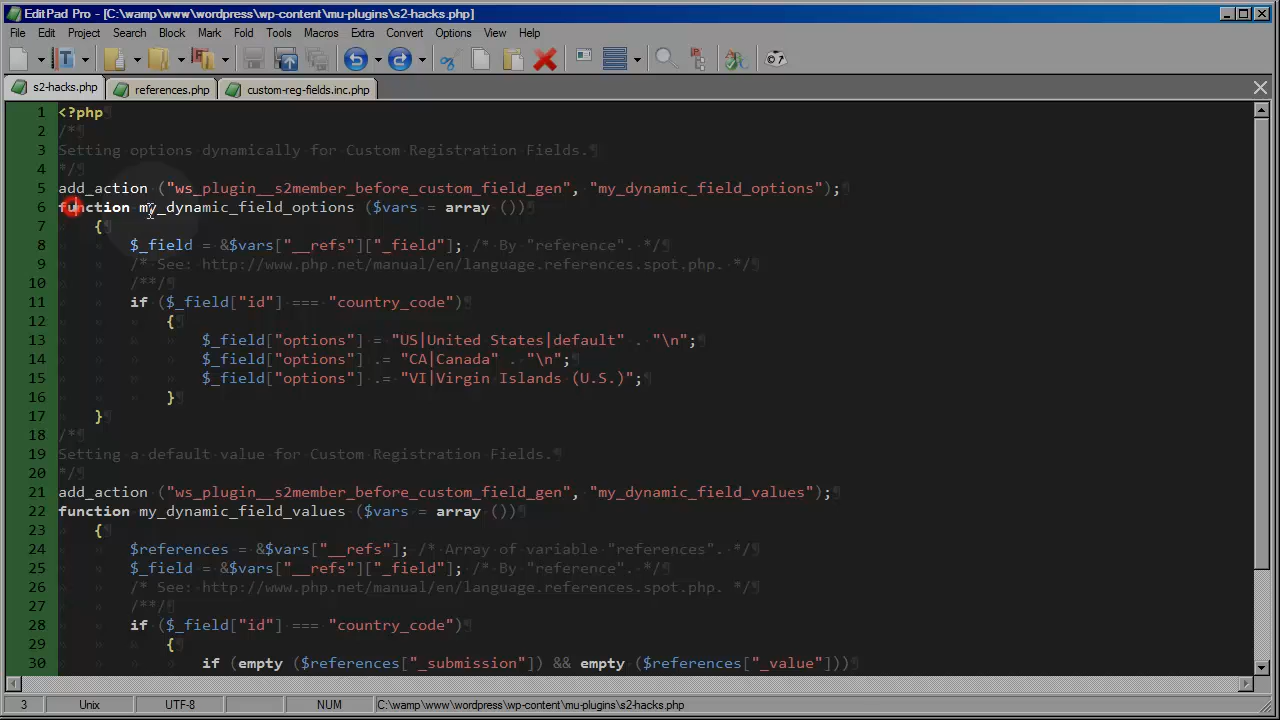 EditPad Pro - [C:\wamp\www\wordpress\wp-content\mu-plugins\s2-hacks.php]
File Edit Project Search Block Mark Fold Tools Macros Extra Convert Options View Help
s2-hacks.php references.php custom-reg-fields.inc.php
1 <?php¶
2 /*¶
3 Setting·options·dynamically·for·Custom·Registration·Fields.¶
4 */¶
5 add_action·("ws_plugin__s2member_before_custom_field_gen",·"my_dynamic_field_options");¶
6 function·my_dynamic_field_options·($vars·=·array·())¶
7 » {¶
8 » » $_field·=·&$vars["__refs"]["_field"];·/*·By·"reference".·*/¶
9 » » /*·See:·http://www.php.net/manual/en/language.references.spot.php.·*/¶
10 » » /**/¶
11 » » if·($_field["id"]·===·"country_code")¶
12 » » » {¶
13 » » » » $_field["options"]·=·"US|United·States|default"·.·"\n";¶
14 » » » » $_field["options"]·.=·"CA|Canada"·.·"\n";¶
15 » » » » $_field["options"]·.=·"VI|Virgin·Islands·(U.S.)";¶
16 » » » }¶
17 » }¶
18 /*¶
19 Setting·a·default·value·for·Custom·Registration·Fields.¶
20 */¶
21 add_action·("ws_plugin__s2member_before_custom_field_gen",·"my_dynamic_field_values");¶
22 function·my_dynamic_field_values·($vars·=·array·())¶
23 » {¶
24 » » $references·=·&$vars["__refs"];·/*·Array·of·variable·"references".·*/¶
25 » » $_field·=·&$vars["__refs"]["_field"];·/*·By·"reference".·*/¶
26 » » /*·See:·http://www.php.net/manual/en/language.references.spot.php.·*/¶
27 » » /**/¶
28 » » if·($_field["id"]·===·"country_code")¶
29 » » » {¶
30 » » » » if·(empty·($references["_submission"])·&&·empty·($references["_value"]))¶
3 Unix UTF-8 NUM C:\wamp\www\wordpress\wp-content\mu-plugins\s2-hacks.php